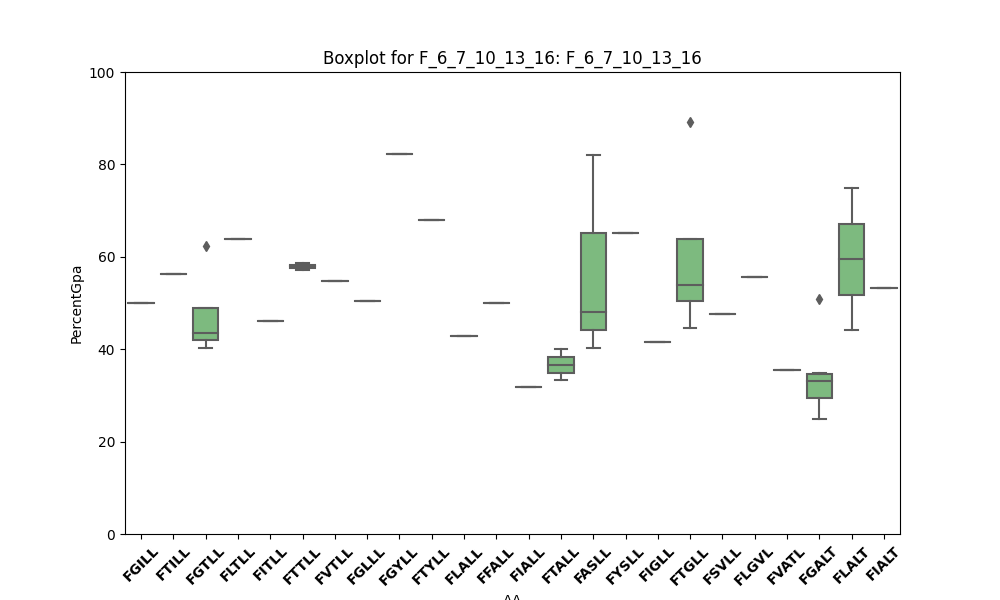 Boxplot for F_6_7_10_13_16: F_6_7_10_13_16
100
80
60
40
20
0
PercentGpa
FGILL
FTILL
FGTLL
FLTLL
FITLL
FTTLL
FVTLL
FGLLL
FGYLL
FTYLL
FLALL
FFALL
FIALL
FTALL
FASLL
FYSLL
FIGLL
FTGLL
FSVLL
FLGVL
FVATL
FGALT
FLALT
FIALT
AA